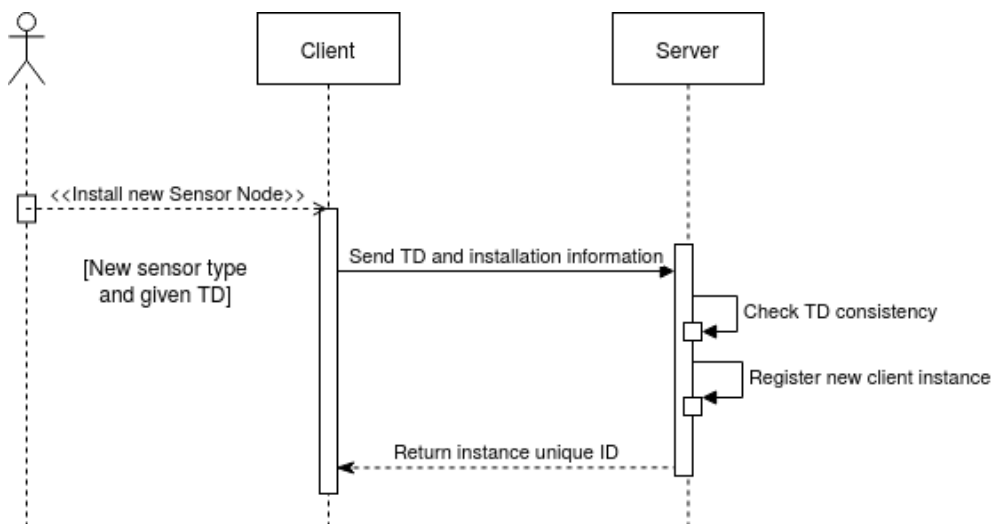 Client
Server
<<Install new Sensor Node>>
Send TD and installation information
[New sensor type
and given TD]
Check TD consistency
Register new client instance
Return instance unique ID